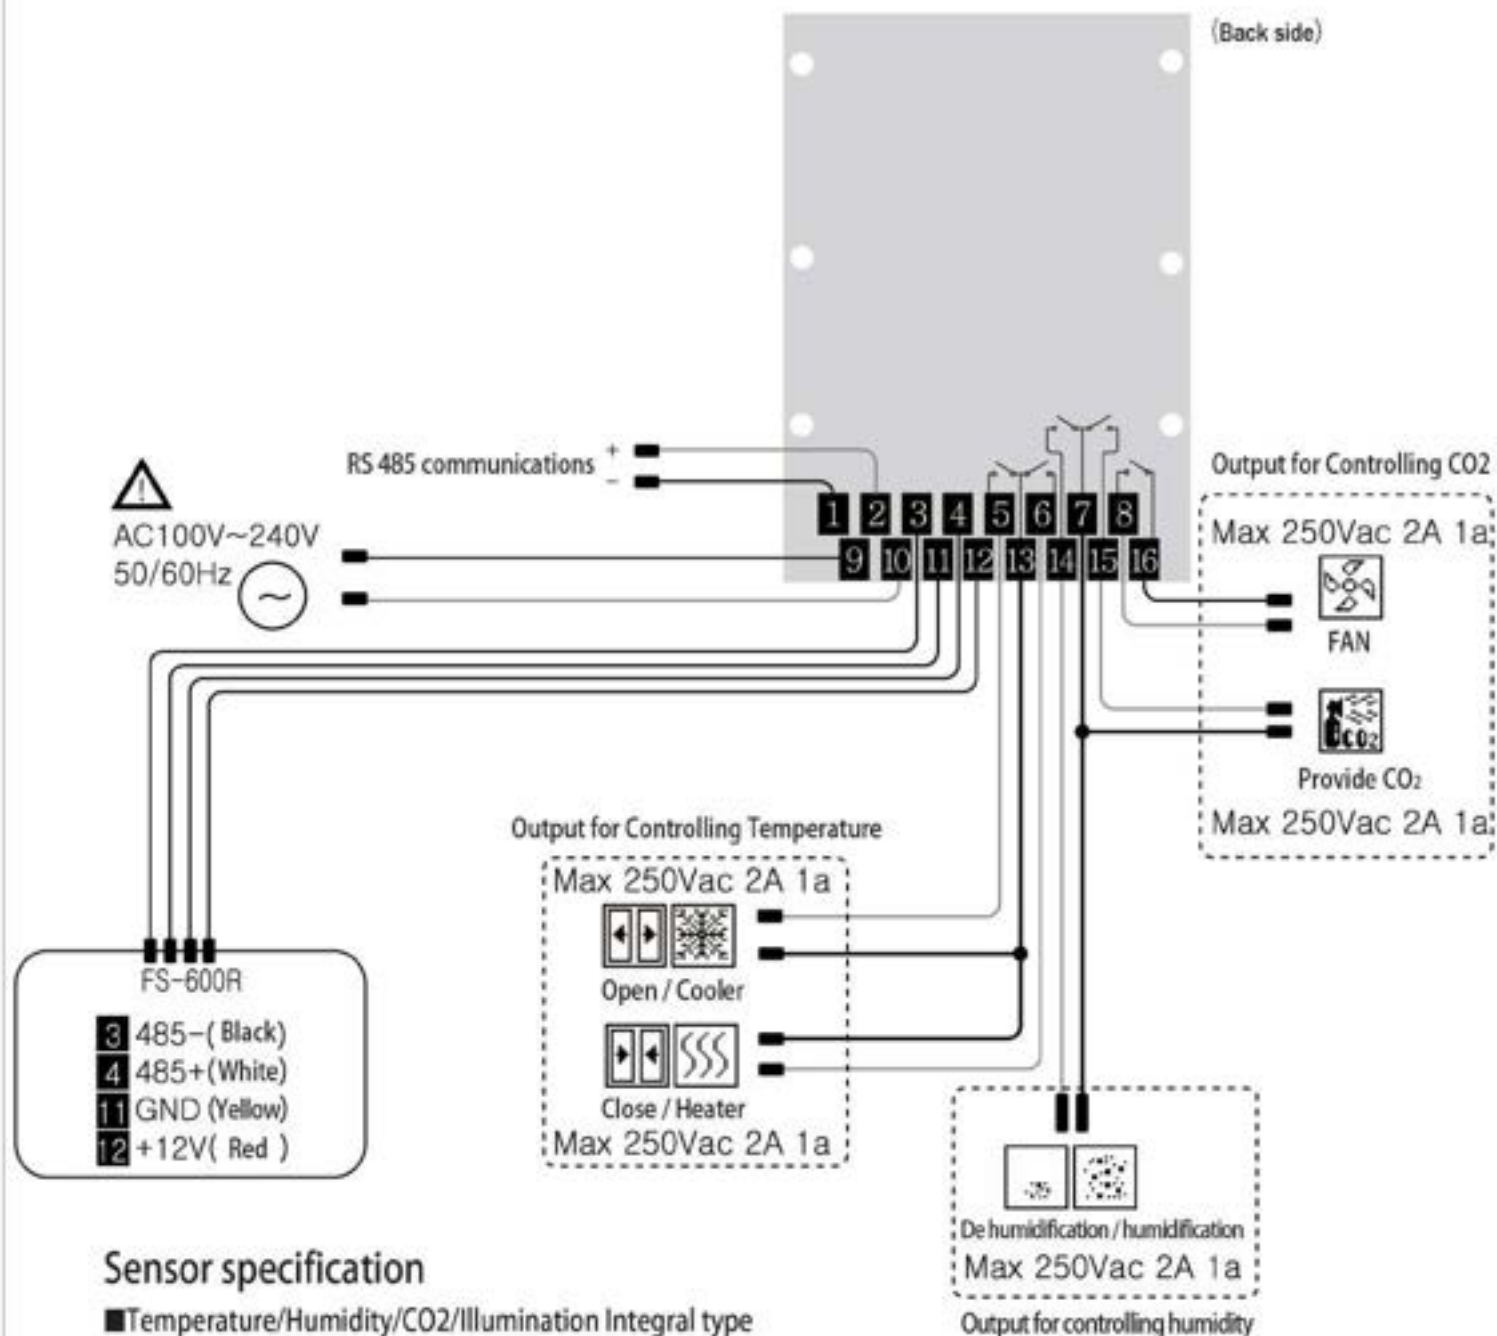 (Back side)
RS 485 communications + −
AC100V~240V
50/60Hz
~
1 2 3 4 5 6 7 8
9 10 11 12 13 14 15 16
Output for Controlling CO2
Max 250Vac 2A 1a
FAN
CO2
Provide CO2
Max 250Vac 2A 1a
Output for Controlling Temperature
Max 250Vac 2A 1a
Open / Cooler
Close / Heater
Max 250Vac 2A 1a
FS-600R
3 485-( Black)
4 485+(White)
11 GND (Yellow)
12 +12V( Red )
De humidification / humidification
Max 250Vac 2A 1a
Output for controlling humidity
Sensor specification
■Temperature/Humidity/CO2/Illumination Integral type